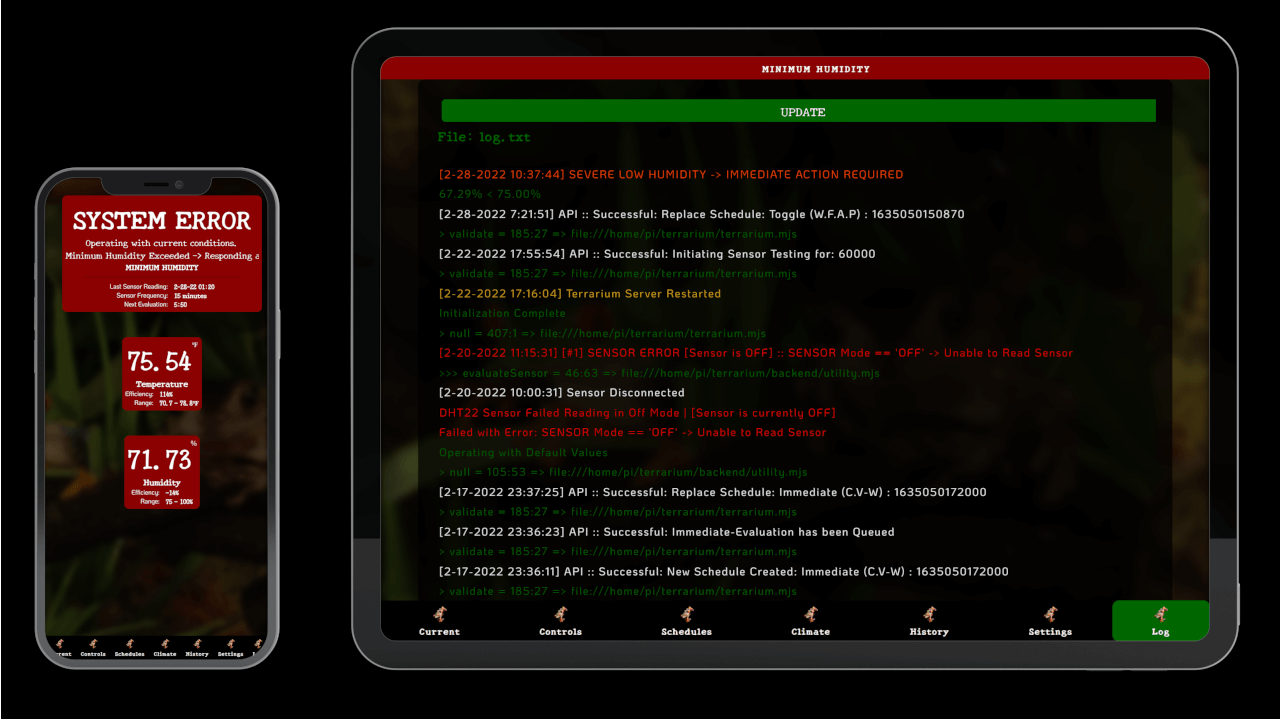 SYSTEM ERROR
Operating with current conditions.
Minimum Humidity Exceeded -> Responding a
MINIMUM HUMIDITY
Last Sensor Reading: 2-28-22 01:20
Sensor Frequency: 15 minutes
Next Evaluation: 5:50
°F
75.54
Temperature
Efficiency: 114%
Range: 70.7 - 78.8°F
%
71.73
Humidity
Efficiency: -14%
Range: 75 - 100%
rrent Controls Schedules Climate History Settings L
MINIMUM HUMIDITY
UPDATE
File: log.txt
[2-28-2022 10:37:44] SEVERE LOW HUMIDITY -> IMMEDIATE ACTION REQUIRED
67.29% < 75.00%
[2-28-2022 7:21:51] API :: Successful: Replace Schedule: Toggle (W.F.A.P) : 1635050150870
> validate = 185:27 => file:///home/pi/terrarium/terrarium.mjs
[2-22-2022 17:55:54] API :: Successful: Initiating Sensor Testing for: 60000
> validate = 185:27 => file:///home/pi/terrarium/terrarium.mjs
[2-22-2022 17:16:04] Terrarium Server Restarted
Initialization Complete
> null = 407:1 => file:///home/pi/terrarium/terrarium.mjs
[2-20-2022 11:15:31] [#1] SENSOR ERROR [Sensor is OFF] :: SENSOR Mode == 'OFF' -> Unable to Read Sensor
>>> evaluateSensor = 46:63 => file:///home/pi/terrarium/backend/utility.mjs
[2-20-2022 10:00:31] Sensor Disconnected
DHT22 Sensor Failed Reading in Off Mode | [Sensor is currently OFF]
Failed with Error: SENSOR Mode == 'OFF' -> Unable to Read Sensor
Operating with Default Values
> null = 105:53 => file:///home/pi/terrarium/backend/utility.mjs
[2-17-2022 23:37:25] API :: Successful: Replace Schedule: Immediate (C.V-W) : 1635050172000
> validate = 185:27 => file:///home/pi/terrarium/terrarium.mjs
[2-17-2022 23:36:23] API :: Successful: Immediate-Evaluation has been Queued
> validate = 185:27 => file:///home/pi/terrarium/terrarium.mjs
[2-17-2022 23:36:11] API :: Successful: New Schedule Created: Immediate (C.V-W) : 1635050172000
> validate = 185:27 => file:///home/pi/terrarium/terrarium.mjs
Current Controls Schedules Climate History Settings Log